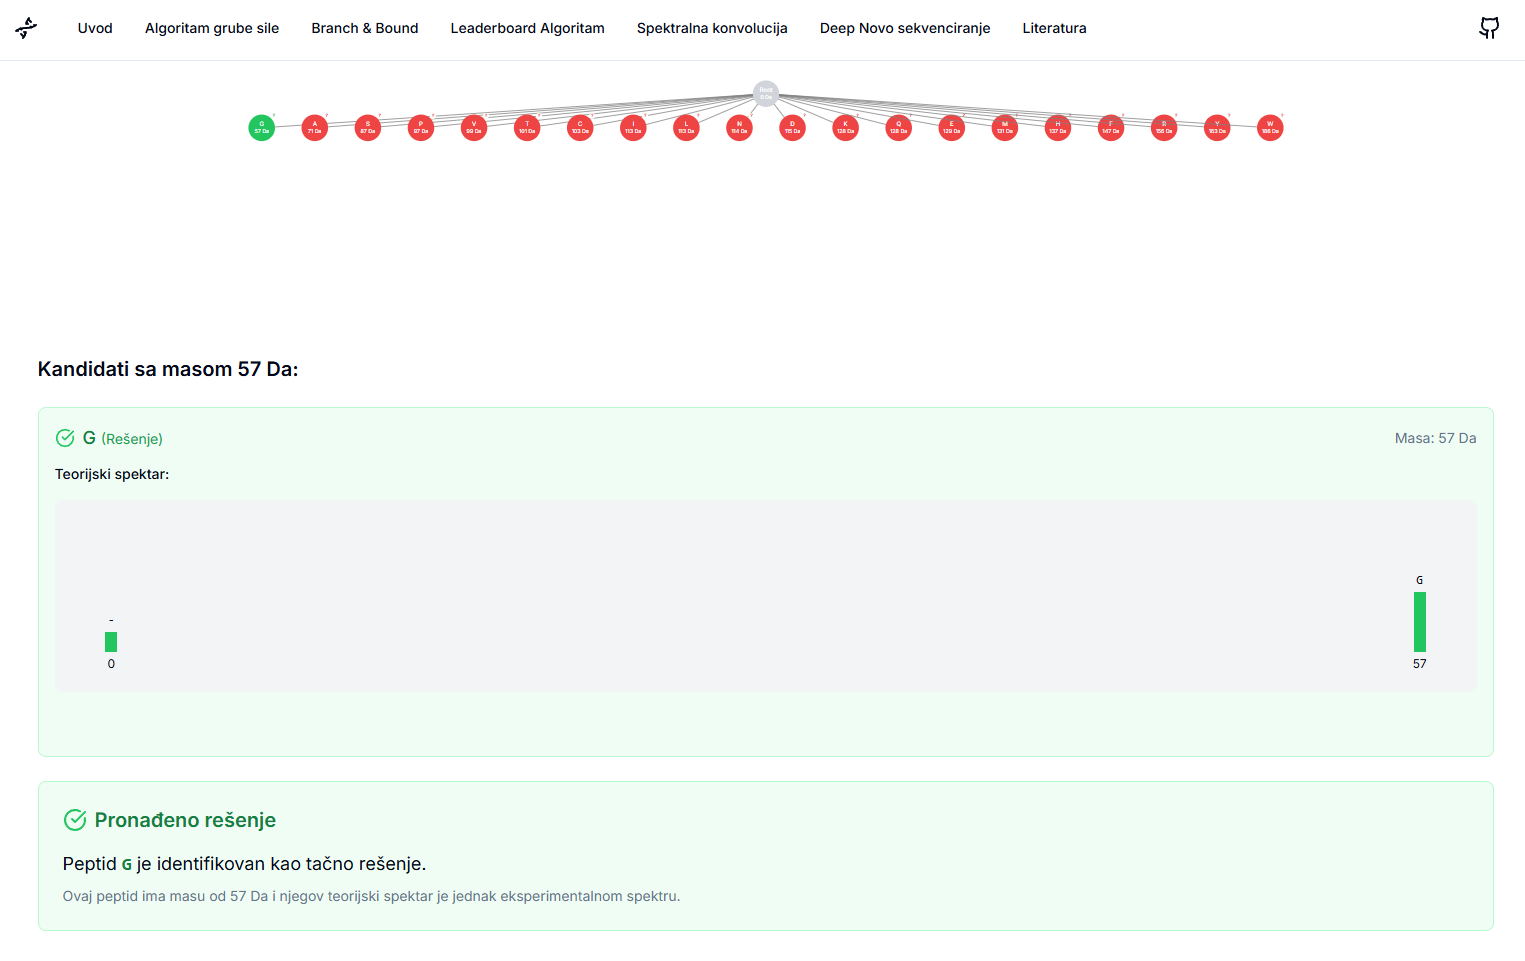 Uvod Algoritam grube sile Branch & Bound Leaderboard Algoritam Spektralna konvolucija Deep Novo sekvenciranje Literatura
Root
0 Da
G A S P V T C I L N D K Q E M H F R Y W
57 Da 71 Da 87 Da 97 Da 99 Da 101 Da 103 Da 113 Da 113 Da 114 Da 115 Da 128 Da 128 Da 129 Da 131 Da 137 Da 147 Da 156 Da 163 Da 186 Da
Kandidati sa masom 57 Da:
G (Rešenje) Masa: 57 Da
Teorijski spektar:
G
-
0 57
Pronađeno rešenje
Peptid G je identifikovan kao tačno rešenje.
Ovaj peptid ima masu od 57 Da i njegov teorijski spektar je jednak eksperimentalnom spektru.